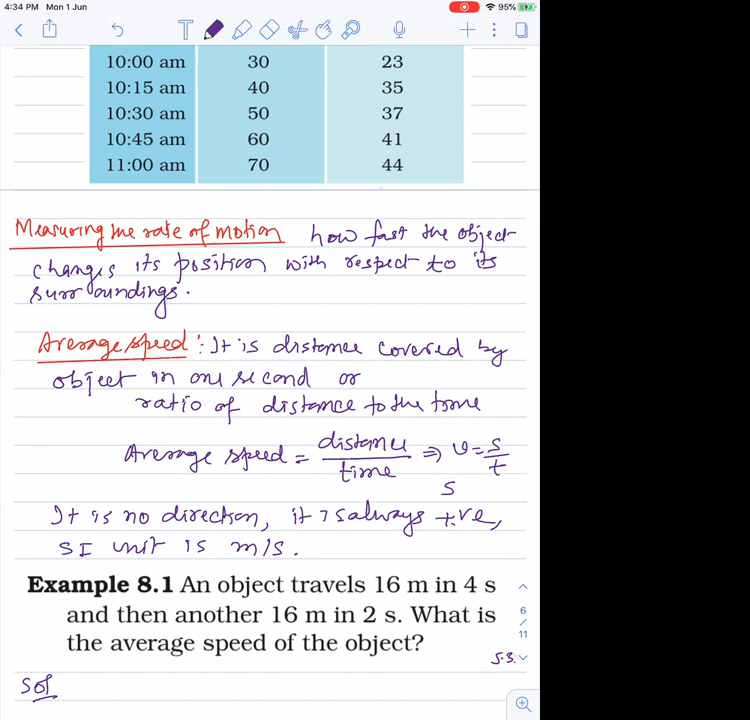 4:34 PM Mon 1 Jun 95%
T
10:00 am 30 23
10:15 am 40 35
10:30 am 50 37
10:45 am 60 41
11:00 am 70 44
Measuring the rate of motion how fast the object
changes its position with respect to its
surroundings.
Average speed : It is distance covered by
object in one second or
ratio of distance to the time
Average speed = distance/time ⇒ v = s/t
s
It is no direction, it is always +ve,
SI unit is m/s.
Example 8.1 An object travels 16 m in 4 s
and then another 16 m in 2 s. What is
the average speed of the object?
6
/
11
5.3.
Sol